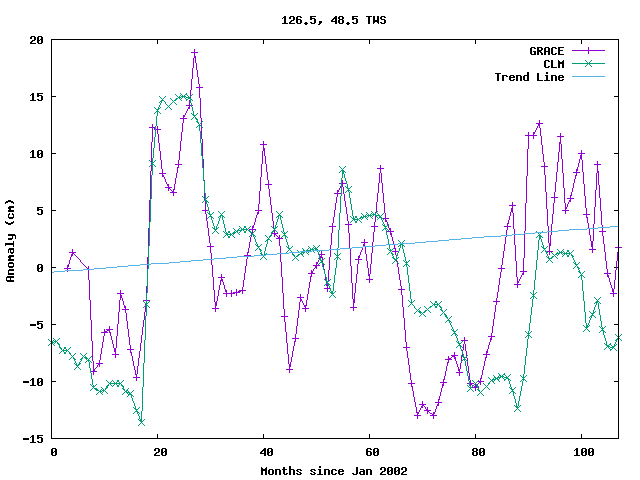 126.5, 48.5 TWS
GRACE
CLM
Trend Line
20
15
10
5
0
-5
-10
-15
Anomaly (cm)
0 20 40 60 80 100
Months since Jan 2002